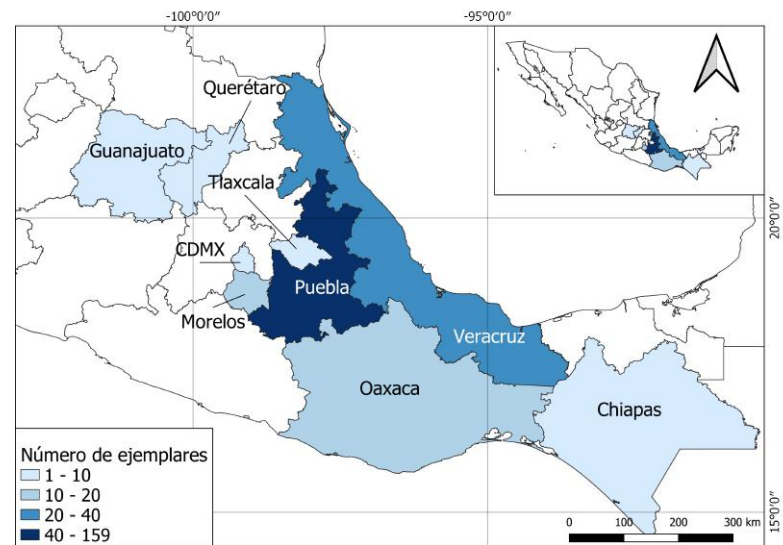 -100°0′0″
-95°0′0″
Querétaro
Guanajuato
Tlaxcala
20°0′0″
CDMX
Puebla
Morelos
Veracruz
Oaxaca
Chiapas
Número de ejemplares
1 - 10
10 - 20
20 - 40
40 - 159
15°0′0″
0 100 200 300 km